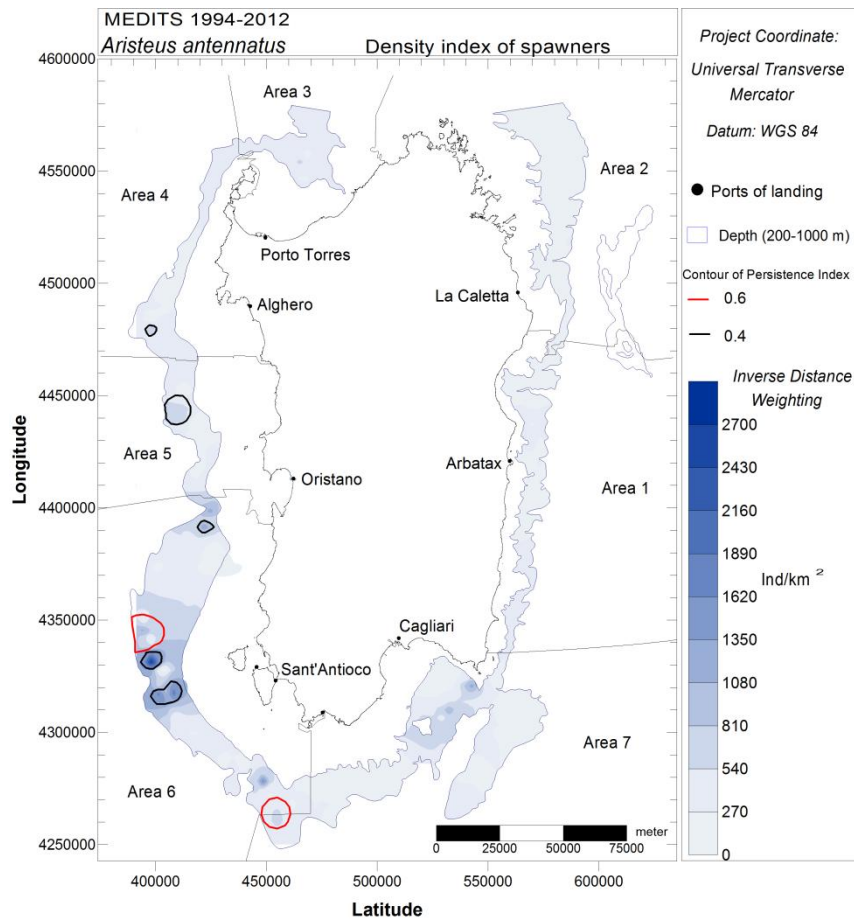 MEDITS 1994-2012
Aristeus antennatus Density index of spawners
4600000
4550000
4500000
4450000
4400000
4350000
4300000
4250000
Longitude
400000 450000 500000 550000 600000
Latitude
Area 3
Area 2
Area 4
Porto Torres
La Caletta
Alghero
Area 5
Oristano
Arbatax
Area 1
Cagliari
Sant'Antioco
Area 7
Area 6
meter
0 25000 50000 75000
Project Coordinate:
Universal Transverse
Mercator
Datum: WGS 84
Ports of landing
Depth (200-1000 m)
Contour of Persistence Index
0.6
0.4
Inverse Distance
Weighting
2700
2430
2160
1890
1620
1350
1080
810
540
270
0
Ind/km ²